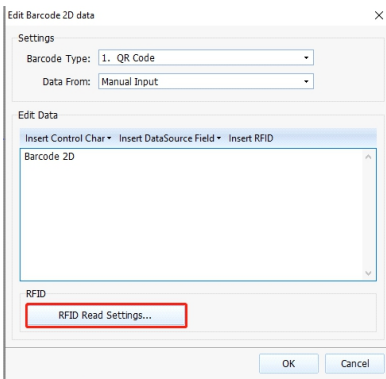 Edit Barcode 2D data
Settings
Barcode Type: 1. QR Code
Data From: Manual Input
Edit Data
Insert Control Char Insert DataSource Field Insert RFID
Barcode 2D
RFID
RFID Read Settings...
OK Cancel